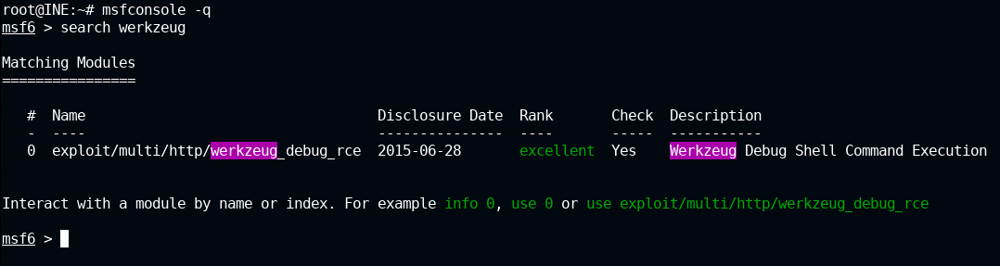 root@INE:~# msfconsole -q
msf6 > search werkzeug
Matching Modules
================
#  Name                                   Disclosure Date  Rank       Check  Description
-  ----                                   ---------------  ----       -----  -----------
0  exploit/multi/http/werkzeug_debug_rce  2015-06-28       excellent  Yes    Werkzeug Debug Shell Command Execution
Interact with a module by name or index. For example info 0, use 0 or use exploit/multi/http/werkzeug_debug_rce
msf6 >